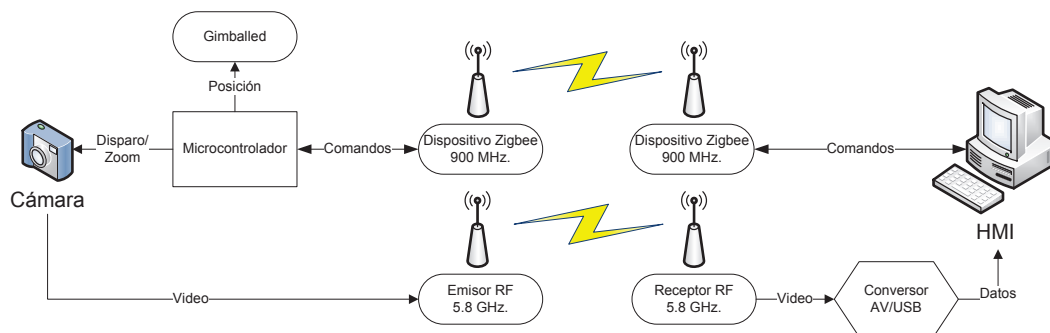 Gimballed
Posición
Disparo/
Zoom
Microcontrolador
Comandos
Dispositivo Zigbee
900 MHz.
Dispositivo Zigbee
900 MHz.
Comandos
Cámara
HMI
Video
Emisor RF
5.8 GHz.
Receptor RF
5.8 GHz.
Video
Conversor
AV/USB
Datos